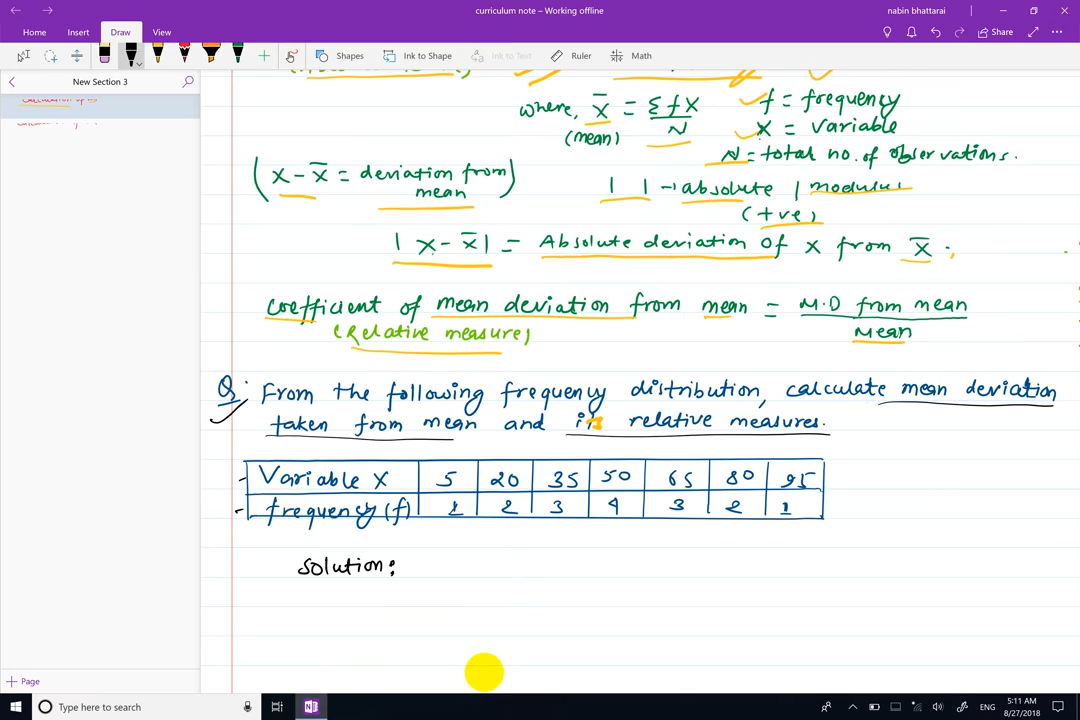 curriculum note – Working offline
nabin bhattarai
Home Insert Draw View
Share
Shapes Ink to Shape Ink to Text Ruler Math
New Section 3
where, x̄ = Σ f X / N
(mean)
f = frequency
X = variable
N = total no. of observations.
(x - x̄ = deviation from mean)
| | → absolute / modulus
(+ve)
| x - x̄ | = Absolute deviation of x from x̄ ;
Coefficient of mean deviation from mean = M.D from mean / Mean
(Relative measure)
Q: From the following frequency distribution, calculate mean deviation
taken from mean and its relative measures.
Variable X 5 20 35 50 65 80 95
frequency (f) 1 2 3 4 3 2 1
Solution:
Page
Type here to search
ENG
5:11 AM
8/27/2018